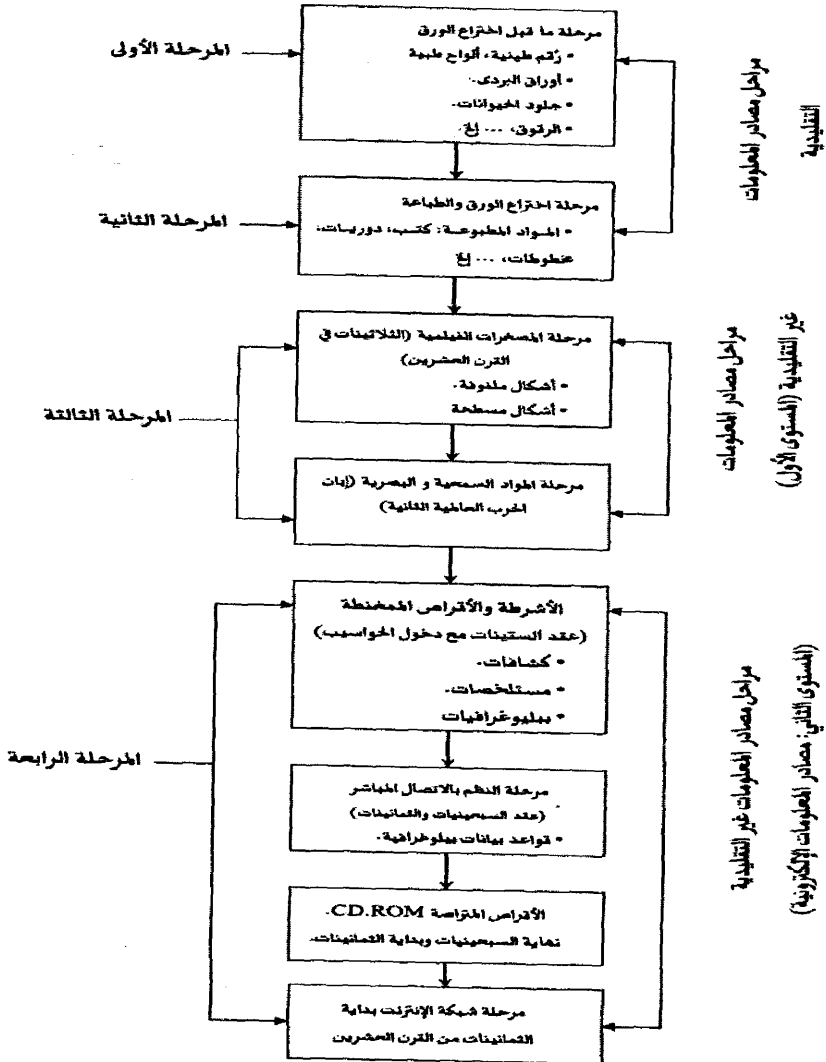 المرحلة الأولى
مرحلة ما قبل اختراع الورق
• رُقم طينية، ألواح طبية
• أوراق البردى.
• جلود الحيوانات.
• الرقوق، ... إلخ.
مراحل مصادر المعلومات
التقليدية
المرحلة الثانية
مرحلة اختراع الورق والطباعة
• المواد المطبوعة: كتب، دوريات،
مخطوطات، ... إلخ
المرحلة الثالثة
مرحلة المصغرات الفيلمية (الثلاثينات في
القرن العشرين)
• أشكال ملفوفة.
• أشكال مسطحة
مراحل مصادر المعلومات
غير التقليدية (المستوى الأول)
مرحلة المواد السمعية و البصرية (إبان
الحرب العالمية الثانية)
المرحلة الرابعة
الأشرطة والأقراص الممغنطة
(عقد الستينات مع دخول الحواسيب)
• كشافات.
• مستلخصات.
• ببليوغرافيات
مراحل مصادر المعلومات غير التقليدية
(المستوى الثاني: مصادر المعلومات الإلكترونية)
مرحلة النظم بالاتصال المباشر
(عقد السبعينيات والثمانينات)
• قواعد بيانات بيلوغرافية.
الأقراص المتراصة CD.ROM.
نهاية السبعينيات وبداية الثمانينات.
مرحلة شبكة الإنترنت بداية
الثمانينات من القرن العشرين